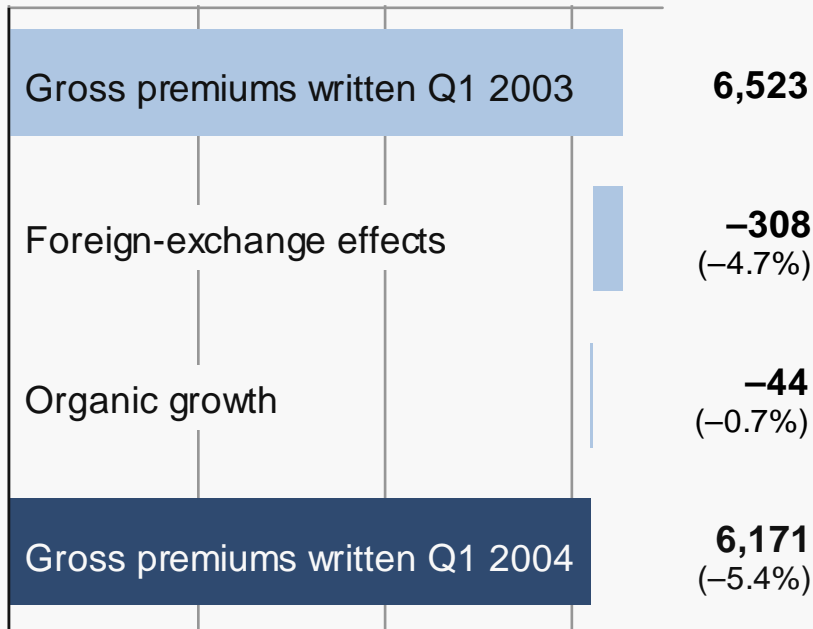 Gross premiums written Q1 2003 6,523
Foreign-exchange effects –308
(–4.7%)
Organic growth –44
(–0.7%)
Gross premiums written Q1 2004 6,171
(–5.4%)